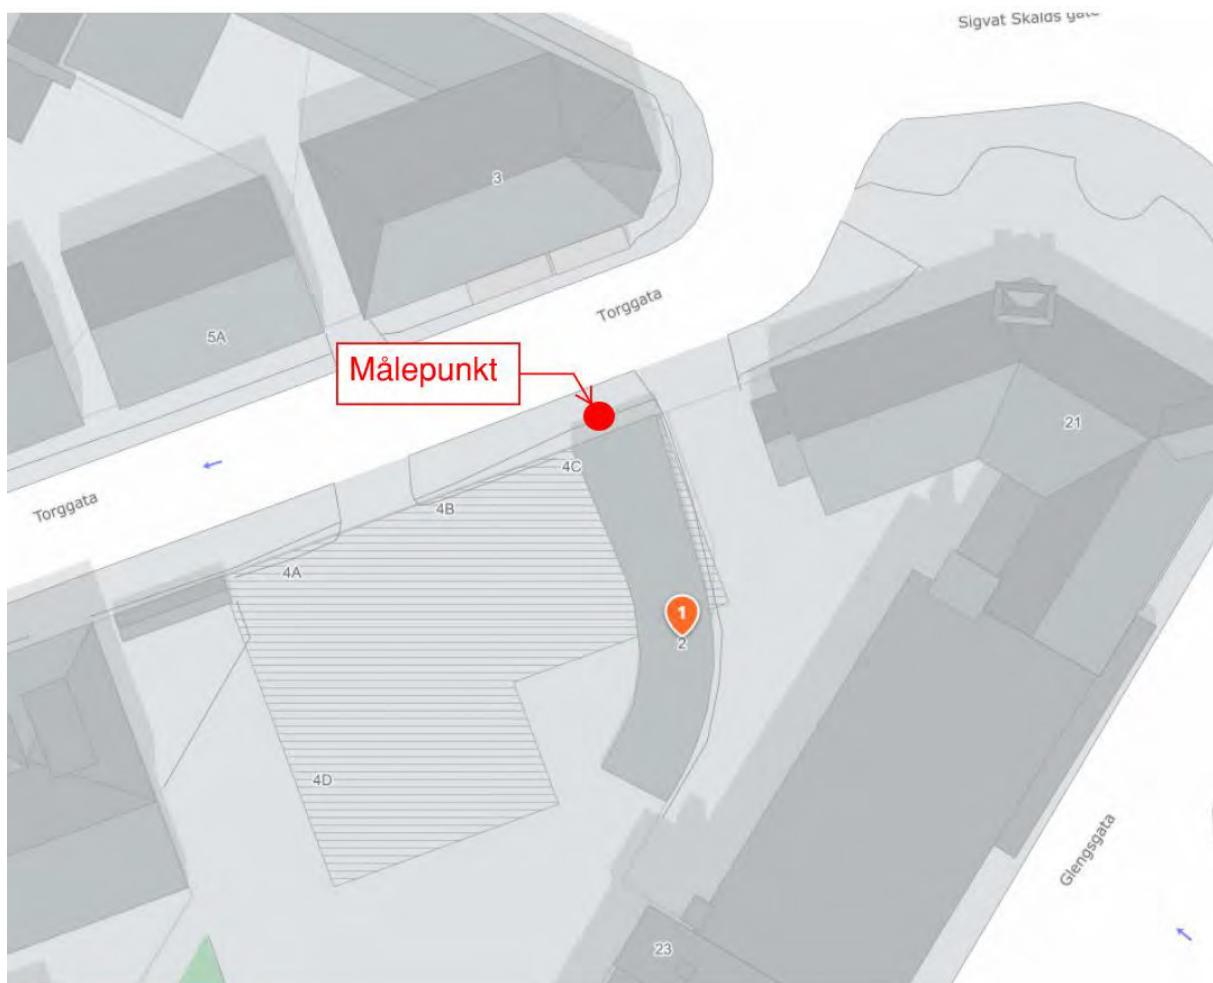 Sigvat Skalds gate
3
Torggata
5A
Målepunkt
21
4C
4B
Torggata
4A
1
2
4D
Glengsgata
23